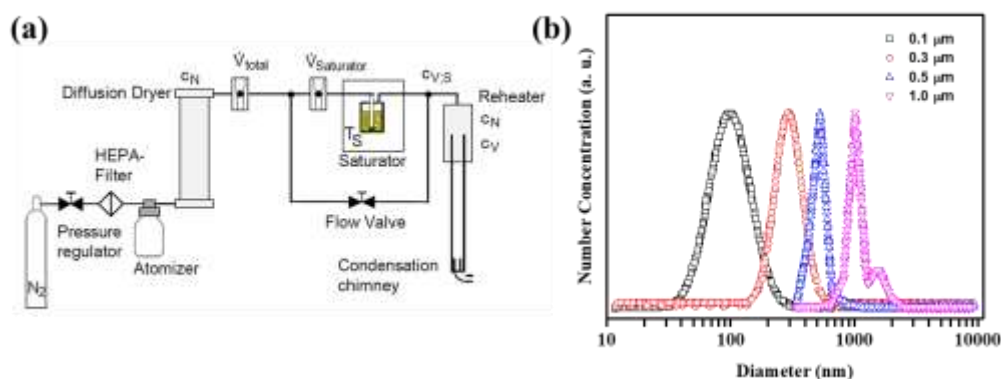 (a)
C_N
V̇_total
V̇_Saturator
C_V,S
Diffusion Dryer
Reheater
C_N
C_V
T_S
Saturator
HEPA-
Filter
Flow Valve
Pressure
regulator
Atomizer
N_2
Condensation
chimney
(b)
0.1 μm
0.3 μm
0.5 μm
1.0 μm
Number Concentration (a. u.)
10
100
1000
10000
Diameter (nm)